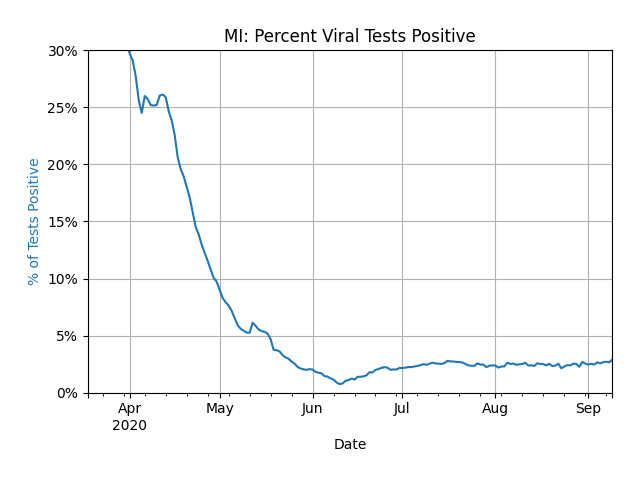 MI: Percent Viral Tests Positive
30%
25%
20%
15%
10%
5%
0%
% of Tests Positive
Apr May Jun Jul Aug Sep
2020
Date